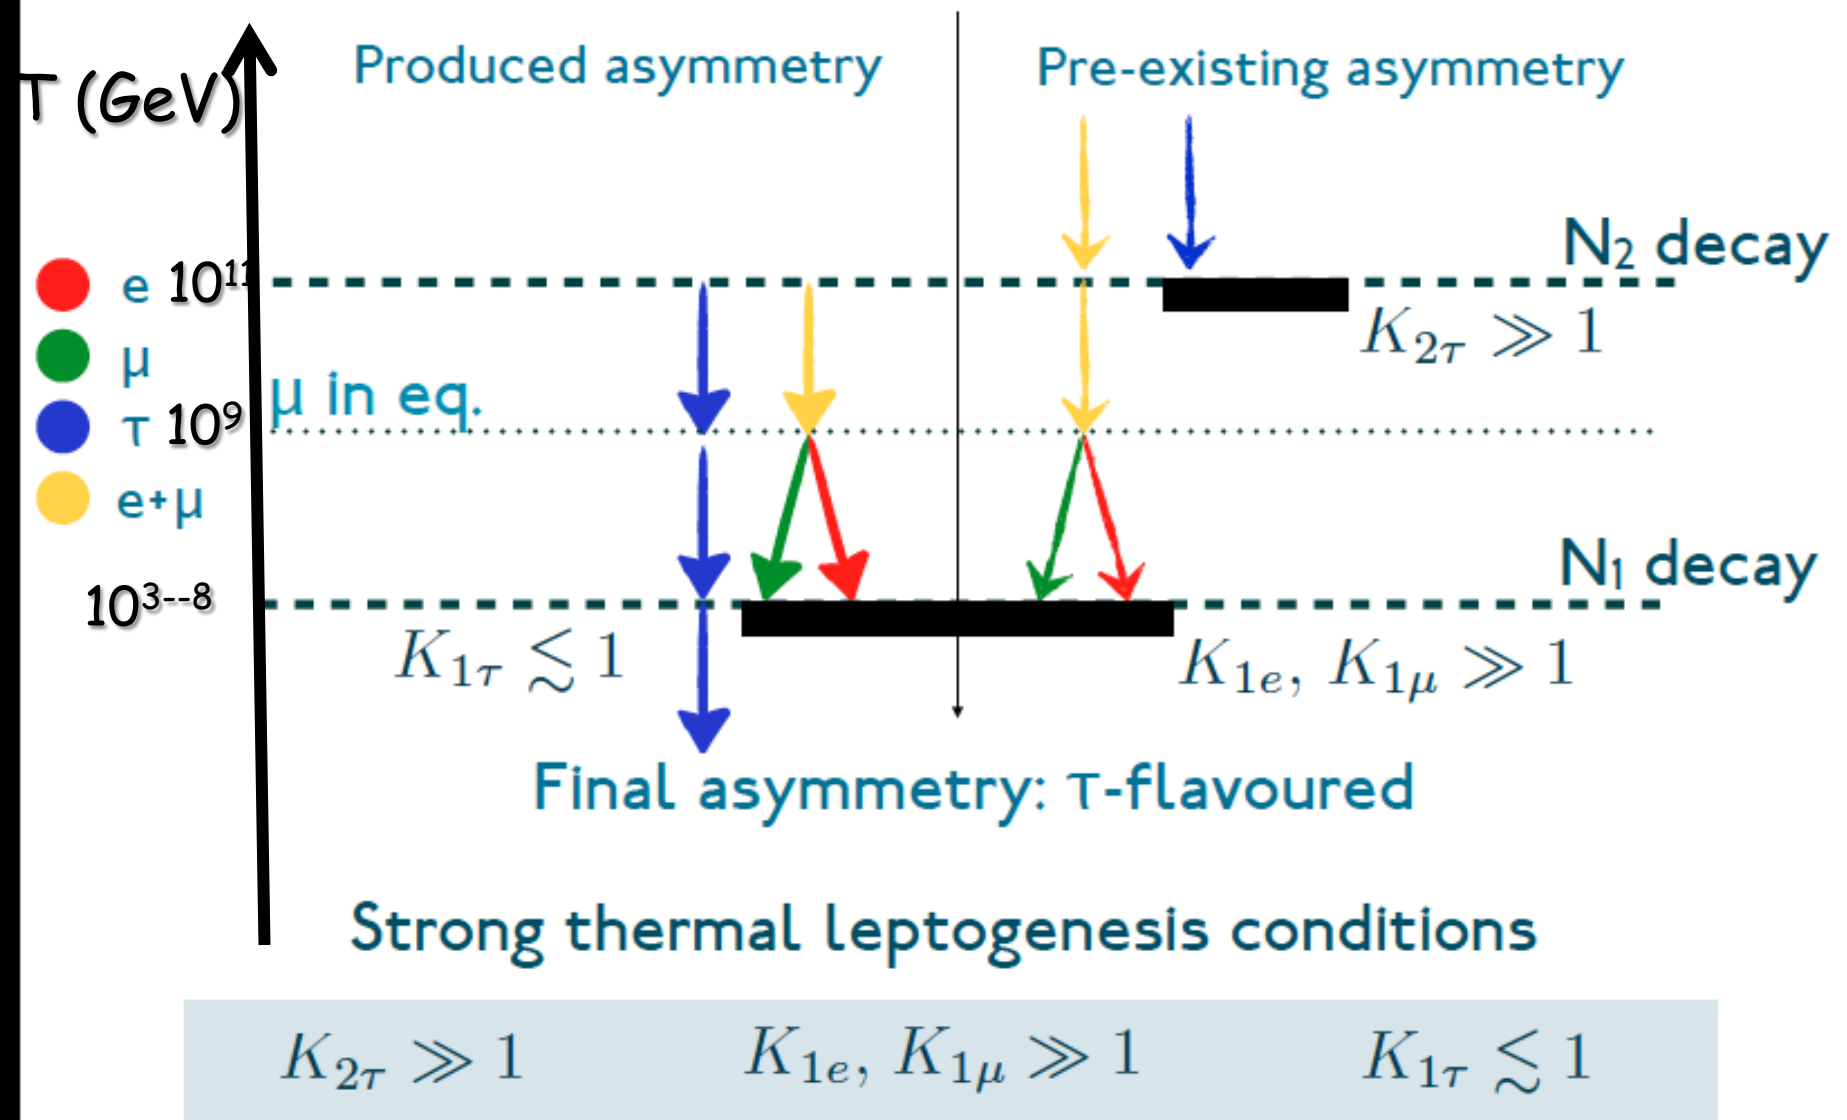 Produced asymmetry
Pre-existing asymmetry
T (GeV)
N₂ decay
e 10¹¹
K₂τ ≫ 1
μ
μ in eq.
τ 10⁹
e+μ
N₁ decay
10³⁻⁻⁸
K₁τ ≲ 1
K₁e, K₁μ ≫ 1
Final asymmetry: τ-flavoured
Strong thermal leptogenesis conditions
K₂τ ≫ 1 K₁e, K₁μ ≫ 1 K₁τ ≲ 1